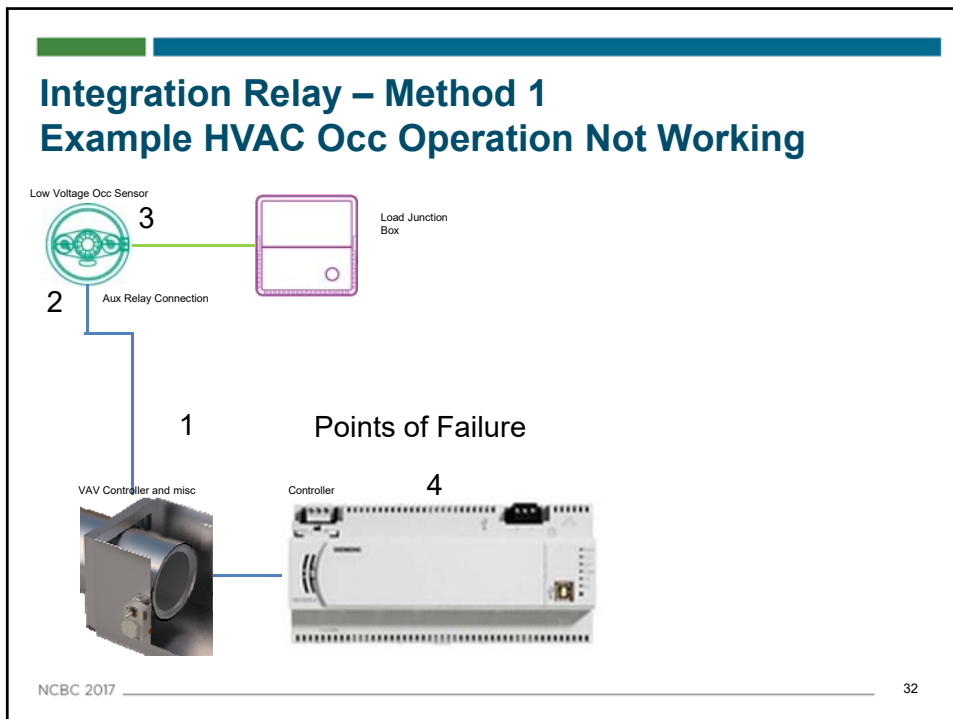 Integration Relay – Method 1
Example HVAC Occ Operation Not Working
Low Voltage Occ Sensor
3
Load Junction
Box
2
Aux Relay Connection
1
Points of Failure
4
VAV Controller and misc
Controller
SIEMENS
NCBC 2017
32